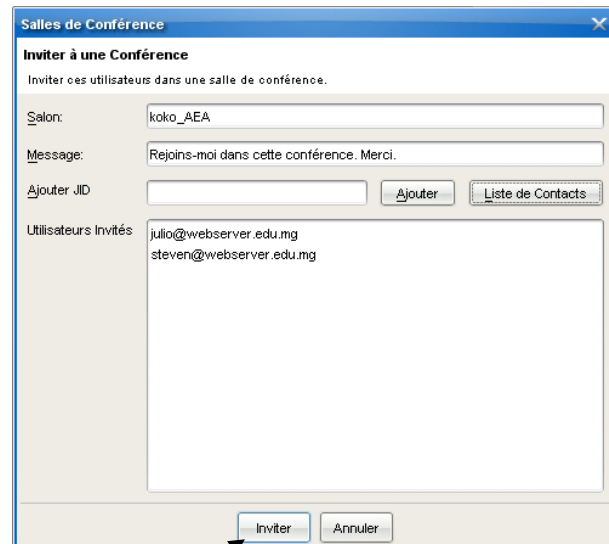 Salles de Conférence
Inviter à une Conférence
Inviter ces utilisateurs dans une salle de conférence.
Salon: koko_AEA
Message: Rejoins-moi dans cette conférence. Merci.
Ajouter JID Ajouter Liste de Contacts
Utilisateurs Invités julio@webserver.edu.mg
steven@webserver.edu.mg
Inviter Annuler